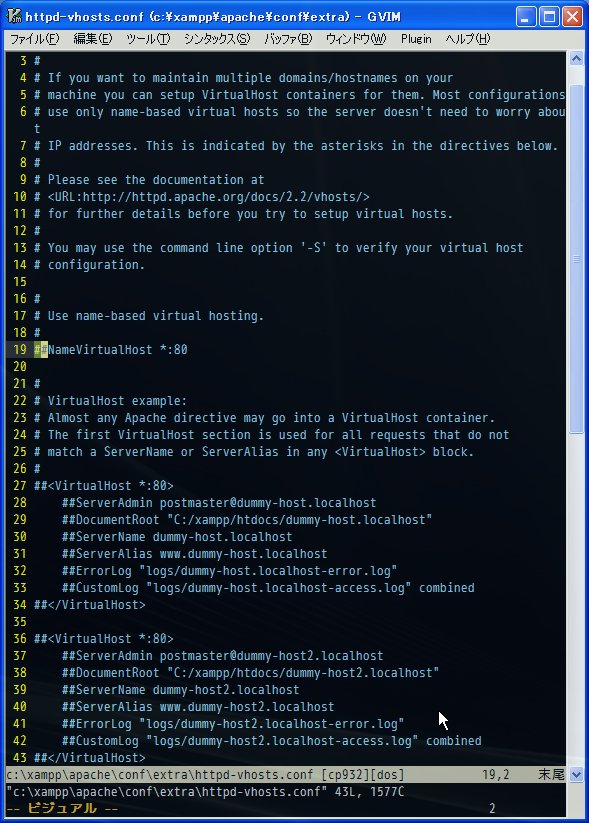 httpd-vhosts.conf (c:¥xampp¥apache¥conf¥extra) - GVIM
ファイル(F) 編集(E) ツール(T) シンタックス(S) バッファ(B) ウィンドウ(W) Plugin ヘルプ(H)
3 #
4 # If you want to maintain multiple domains/hostnames on your
5 # machine you can setup VirtualHost containers for them. Most configurations
6 # use only name-based virtual hosts so the server doesn't need to worry abou
t
7 # IP addresses. This is indicated by the asterisks in the directives below.
8 #
9 # Please see the documentation at
10 # <URL:http://httpd.apache.org/docs/2.2/vhosts/>
11 # for further details before you try to setup virtual hosts.
12 #
13 # You may use the command line option '-S' to verify your virtual host
14 # configuration.
15
16 #
17 # Use name-based virtual hosting.
18 #
19 ##NameVirtualHost *:80
20
21 #
22 # VirtualHost example:
23 # Almost any Apache directive may go into a VirtualHost container.
24 # The first VirtualHost section is used for all requests that do not
25 # match a ServerName or ServerAlias in any <VirtualHost> block.
26 #
27 ##<VirtualHost *:80>
28     ##ServerAdmin postmaster@dummy-host.localhost
29     ##DocumentRoot "C:/xampp/htdocs/dummy-host.localhost"
30     ##ServerName dummy-host.localhost
31     ##ServerAlias www.dummy-host.localhost
32     ##ErrorLog "logs/dummy-host.localhost-error.log"
33     ##CustomLog "logs/dummy-host.localhost-access.log" combined
34 ##</VirtualHost>
35
36 ##<VirtualHost *:80>
37     ##ServerAdmin postmaster@dummy-host2.localhost
38     ##DocumentRoot "C:/xampp/htdocs/dummy-host2.localhost"
39     ##ServerName dummy-host2.localhost
40     ##ServerAlias www.dummy-host2.localhost
41     ##ErrorLog "logs/dummy-host2.localhost-error.log"
42     ##CustomLog "logs/dummy-host2.localhost-access.log" combined
43 ##</VirtualHost>
c:\xampp\apache\conf\extra\httpd-vhosts.conf [cp932][dos] 19,2 末尾
"c:\xampp\apache\conf\extra\httpd-vhosts.conf" 43L, 1577C
-- ビジュアル -- 2